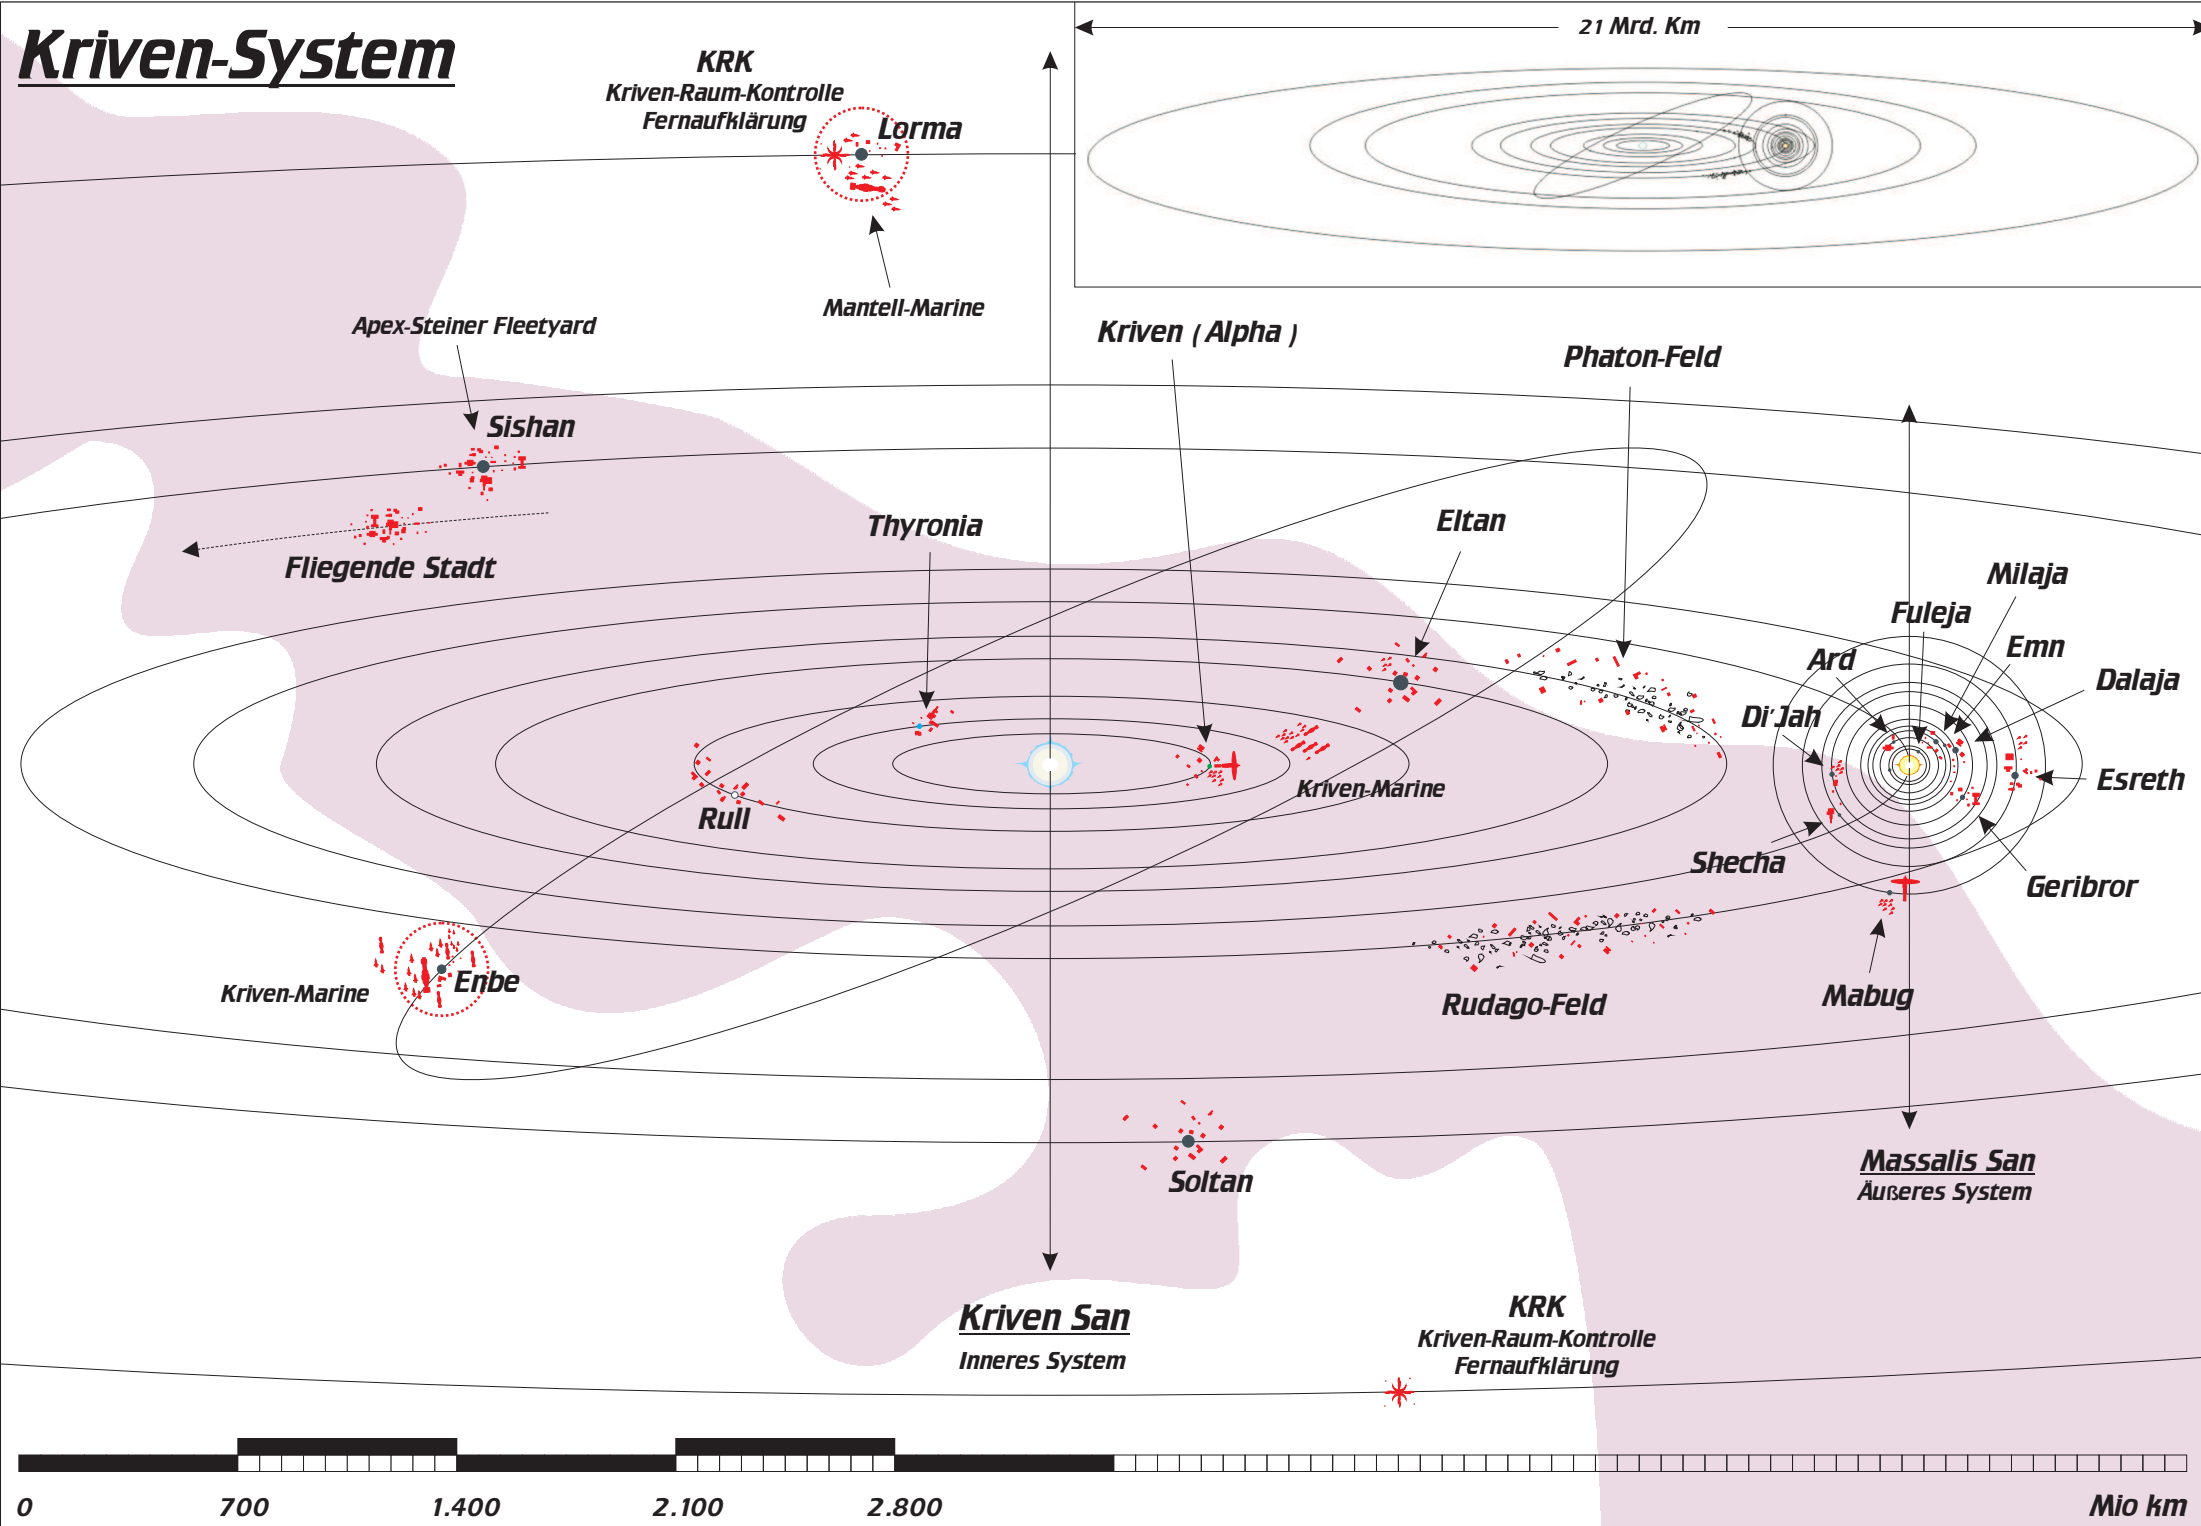 Kriven-System
21 Mrd. Km
KRK
Kriven-Raum-Kontrolle
Fernaufklärung
Lorma
Mantell-Marine
Apex-Steiner Fleetyard
Kriven ( Alpha )
Phaton-Feld
Sishan
Thyronia
Eltan
Fliegende Stadt
Milaja
Fuleja
Emn
Ard
Dalaja
Di'Jah
Esreth
Kriven-Marine
Rull
Shecha
Geribror
Enbe
Kriven-Marine
Mabug
Rudago-Feld
Soltan
Massalis San
Äußeres System
Kriven San
Inneres System
KRK
Kriven-Raum-Kontrolle
Fernaufklärung
0 700 1.400 2.100 2.800 Mio km